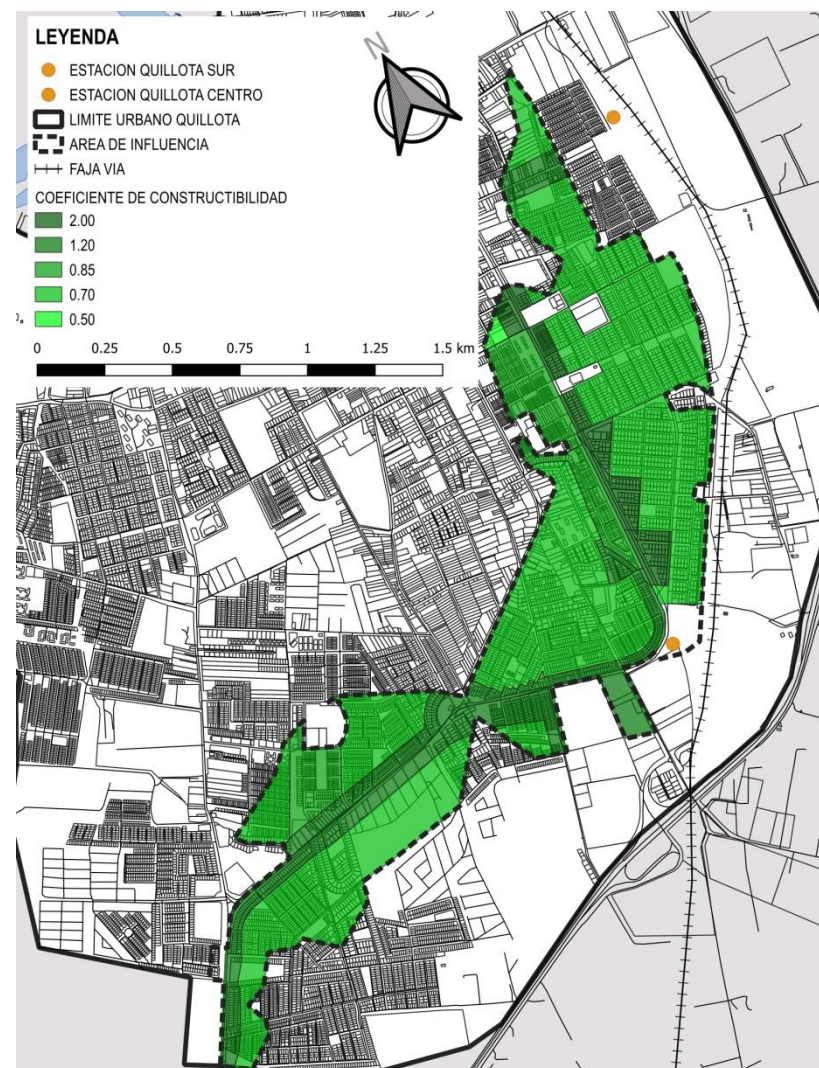 LEYENDA
N
ESTACION QUILLOTA SUR
ESTACION QUILLOTA CENTRO
LIMITE URBANO QUILLOTA
AREA DE INFLUENCIA
FAJA VIA
COEFICIENTE DE CONSTRUCTIBILIDAD
2.00
1.20
0.85
0.70
0.50
0 0.25 0.5 0.75 1 1.25 1.5 km